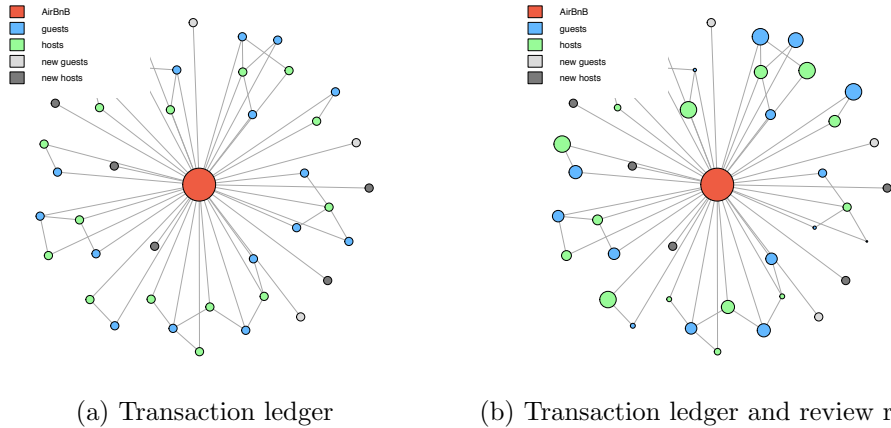 AirBnB
guests
hosts
new guests
new hosts
AirBnB
guests
hosts
new guests
new hosts
(a) Transaction ledger
(b) Transaction ledger and review r